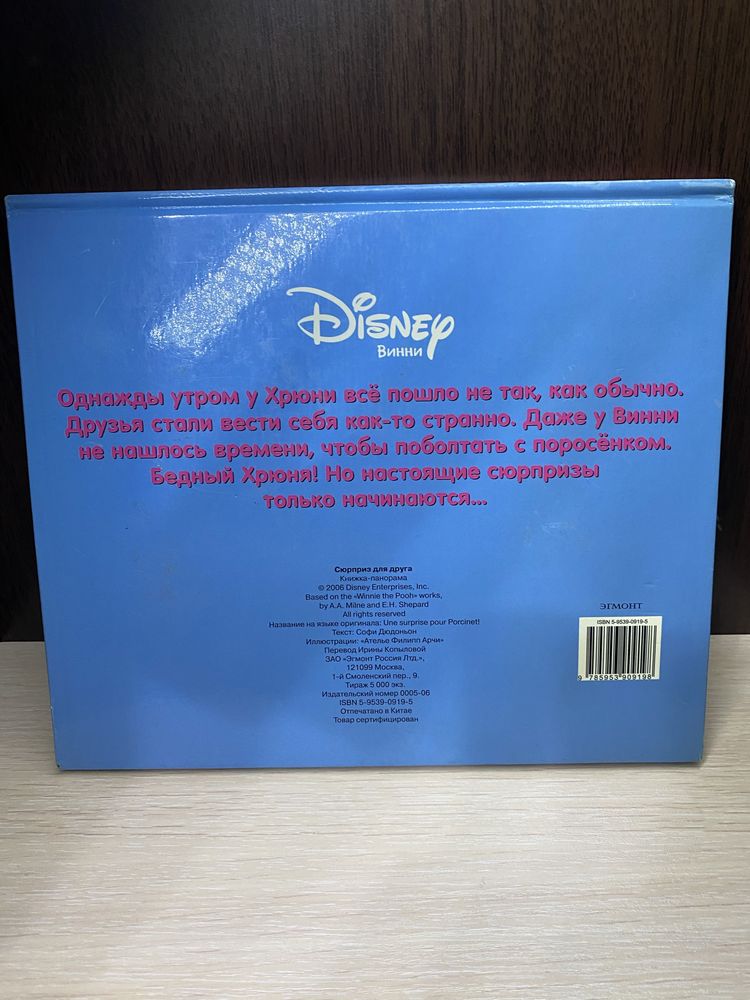 Disney
Винни
Однажды утром у Хрюни всё пошло не так, как обычно.
Друзья стали вести себя как-то странно. Даже у Винни
не нашлось времени, чтобы поболтать с поросёнком.
Бедный Хрюня! Но настоящие сюрпризы
только начинаются...
Сюрприз для друга
Книжка-панорама
© 2006 Disney Enterprises, Inc.
Based on the «Winnie the Pooh» works,
by A.A. Milne and E.H. Shepard
All rights reserved
Название на языке оригинала: Une surprise pour Porcinet!
Текст: Софи Дюдоньон
Иллюстрации: «Ателье Филипп Арчи»
Перевод Ирины Копыловой
ЗАО «Эгмонт Россия Лтд.»,
121099 Москва,
1-й Смоленский пер., 9.
Тираж 5 000 экз.
Издательский номер 0005-06
ISBN 5-9539-0919-5
Отпечатано в Китае
Товар сертифицирован
ЭГМОНТ
ISBN 5-9539-0919-5
9 785953 909198